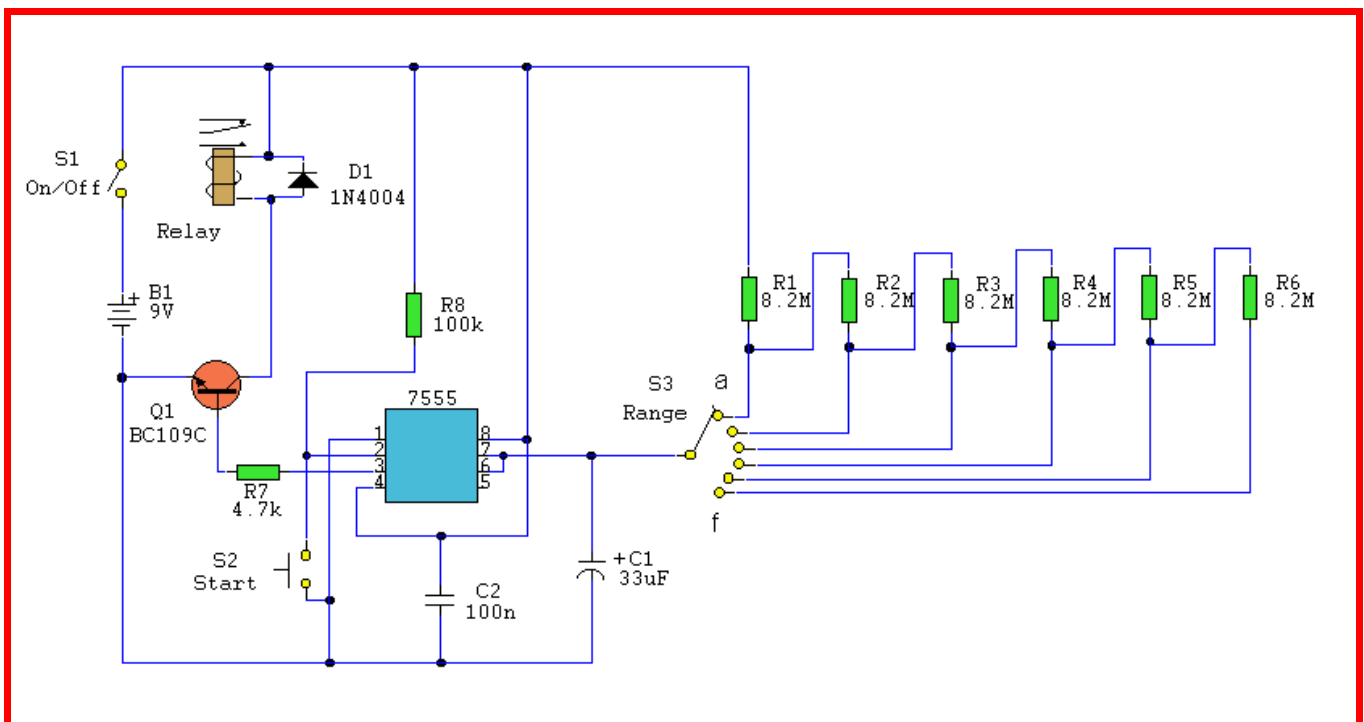 S1
On/Off
Relay
D1
1N4004
B1
9V
R8
100k
Q1
BC109C
R7
4.7k
7555
1
2
3
4
8
7
6
5
S2
Start
C2
100n
+C1
33uF
S3
Range
a
f
R1
8.2M
R2
8.2M
R3
8.2M
R4
8.2M
R5
8.2M
R6
8.2M